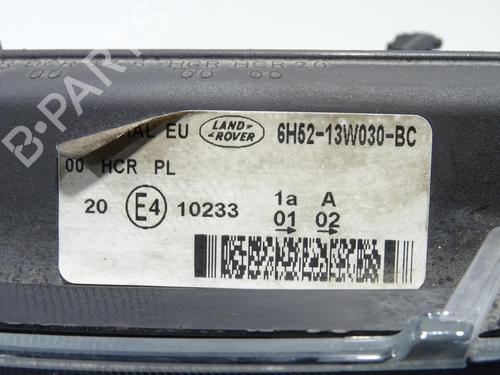 HCR HCR 20
00 00 00
B-PARTS
EU LAND ROVER 6H52-13W030-BC
00 HCR PL
20 E4 10233 1a A
01 02